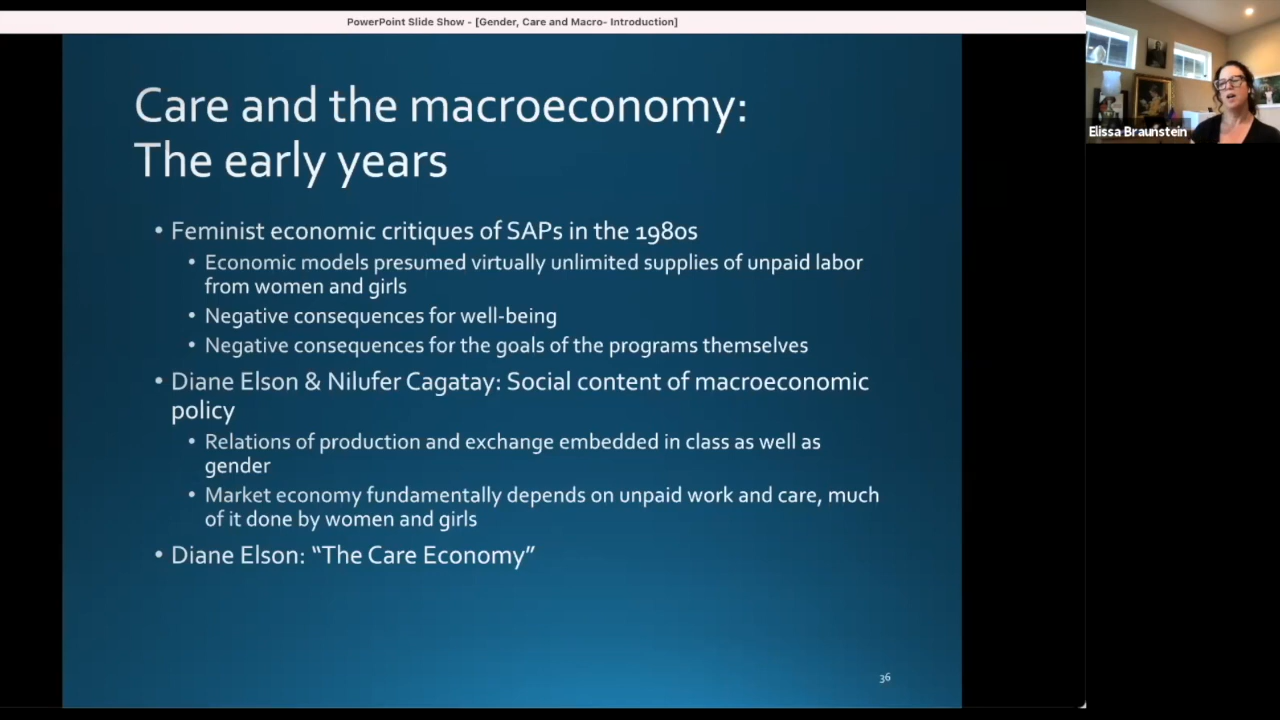 PowerPoint Slide Show - [Gender, Care and Macro- Introduction]
Care and the macroeconomy:
The early years
• Feminist economic critiques of SAPs in the 1980s
• Economic models presumed virtually unlimited supplies of unpaid labor
from women and girls
• Negative consequences for well-being
• Negative consequences for the goals of the programs themselves
• Diane Elson & Nilufer Cagatay: Social content of macroeconomic
policy
• Relations of production and exchange embedded in class as well as
gender
• Market economy fundamentally depends on unpaid work and care, much
of it done by women and girls
• Diane Elson: “The Care Economy”
36
Elissa Braunstein